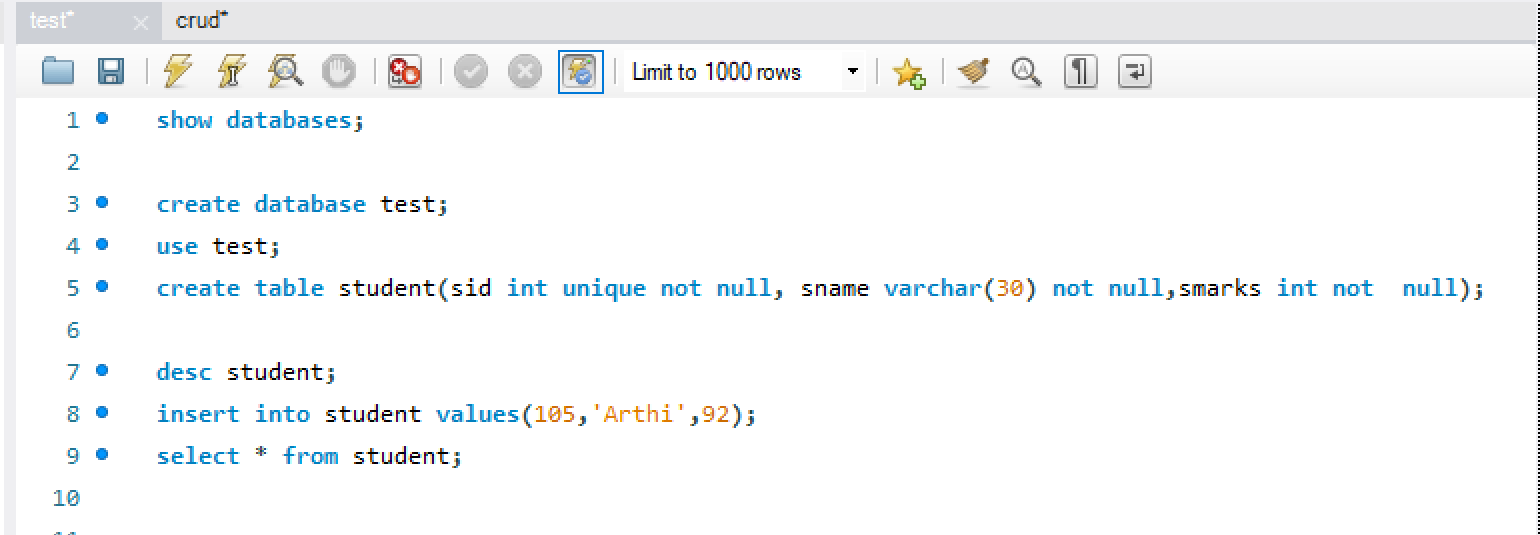 test*
crud*
Limit to 1000 rows
1 show databases;
2
3 create database test;
4 use test;
5 create table student(sid int unique not null, sname varchar(30) not null,smarks int not  null);
6
7 desc student;
8 insert into student values(105,'Arthi',92);
9 select * from student;
10